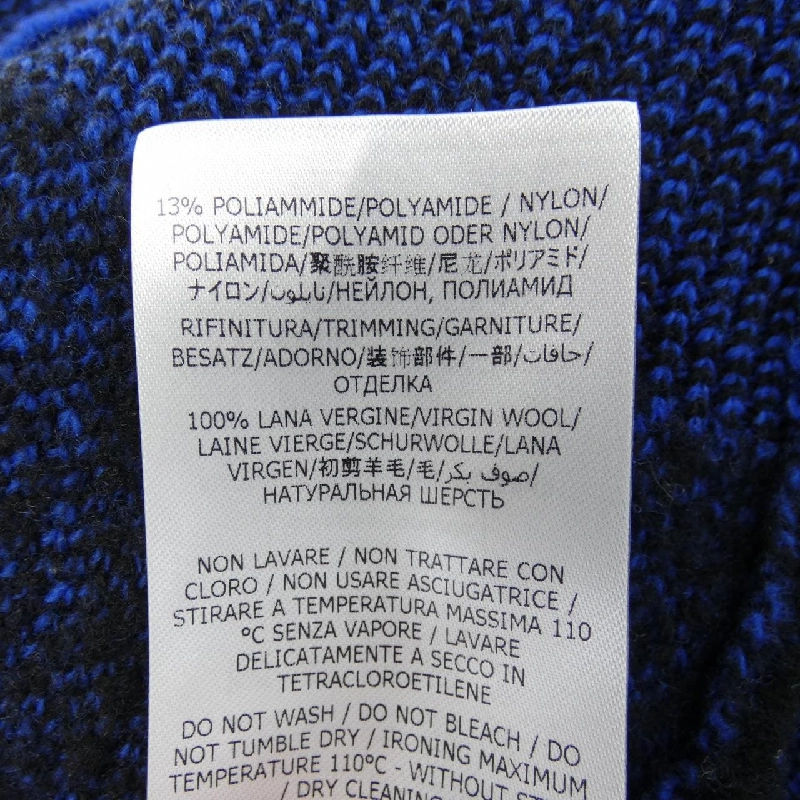 13% POLIAMMIDE/POLYAMIDE / NYLON/
POLYAMIDE/POLYAMID ODER NYLON/
POLIAMIDA/聚酰胺纤维/尼龙/ポリアミド/
ナイロン/نايلون/НЕЙЛОН, ПОЛИАМИД
RIFINITURA/TRIMMING/GARNITURE/
BESATZ/ADORNO/装饰部件/一部/حافات/
ОТДЕЛКА
100% LANA VERGINE/VIRGIN WOOL/
LAINE VIERGE/SCHURWOLLE/LANA
VIRGEN/初剪羊毛/毛/صوف بكر/
НАТУРАЛЬНАЯ ШЕРСТЬ
NON LAVARE / NON TRATTARE CON
CLORO / NON USARE ASCIUGATRICE /
STIRARE A TEMPERATURA MASSIMA 110
°C SENZA VAPORE / LAVARE
DELICATAMENTE A SECCO IN
TETRACLOROETILENE
DO NOT WASH / DO NOT BLEACH / DO
NOT TUMBLE DRY / IRONING MAXIMUM
TEMPERATURE 110°C - WITHOUT
/ DRY CLEANING